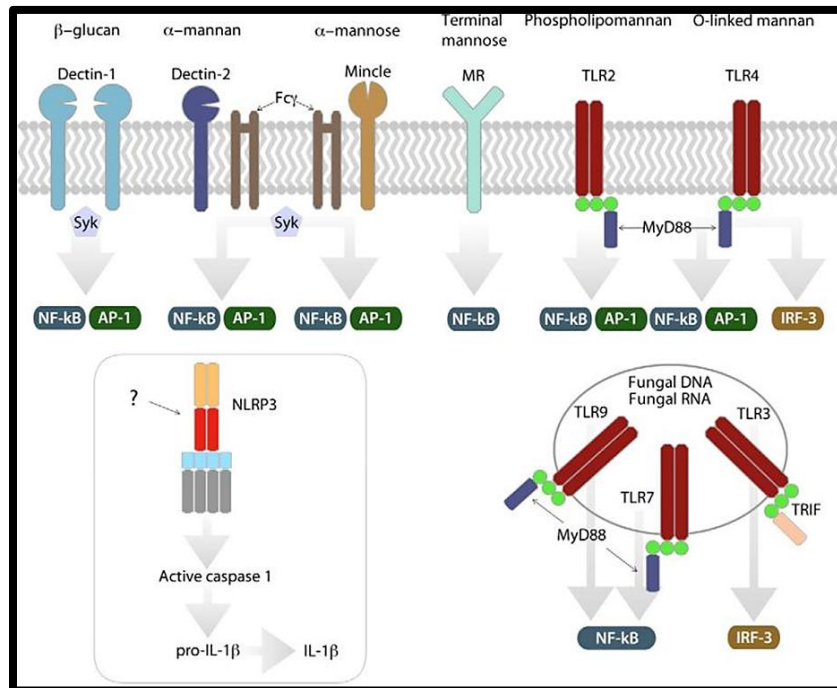 β-glucan
α-mannan
α-mannose
Terminal
mannose
Phospholipomannan
O-linked mannan
Dectin-1
Dectin-2
Fcγ
Mincle
MR
TLR2
TLR4
Syk
Syk
MyD88
NF-kB AP-1
NF-kB AP-1
NF-kB AP-1
NF-kB
NF-kB AP-1
NF-kB AP-1
IRF-3
?
NLRP3
Active caspase 1
pro-IL-1β
IL-1β
Fungal DNA
Fungal RNA
TLR9
TLR3
TLR7
TRIF
MyD88
NF-kB
IRF-3